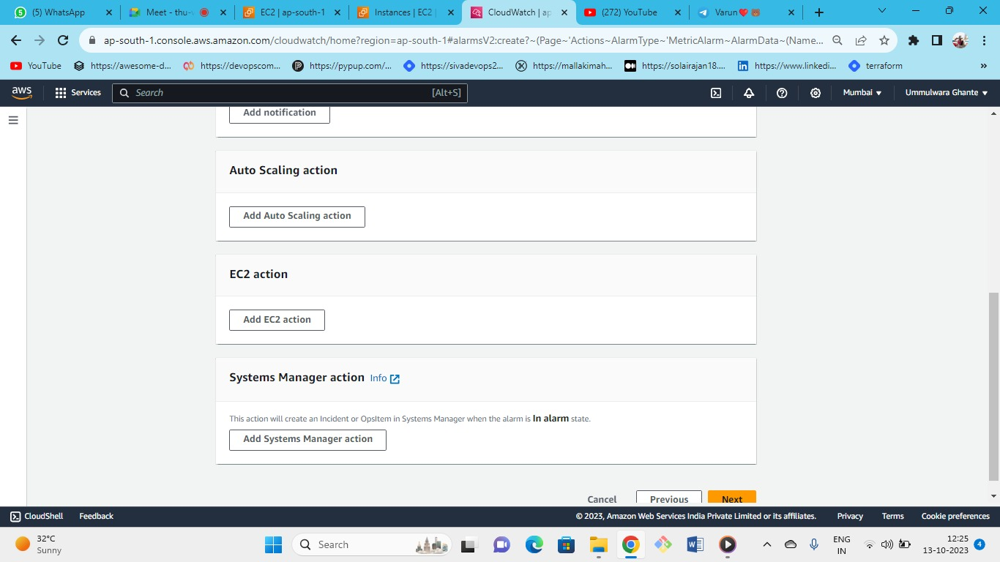 (5) WhatsApp
Meet - thu-
EC2 | ap-south-1
Instances | EC2 |
CloudWatch | ap
(272) YouTube
Varun❤️🐻
ap-south-1.console.aws.amazon.com/cloudwatch/home?region=ap-south-1#alarmsV2:create?~(Page~'Actions~AlarmType~'MetricAlarm~AlarmData~(Name...
YouTube
https://awesome-d...
https://devopscom...
https://pypup.com/...
https://sivadevops2...
https://mallakimah...
https://solairajan18....
https://www.linkedi...
terraform
»
aws
Services
Search
[Alt+S]
Mumbai
Ummulwara Ghante
Add notification
Auto Scaling action
Add Auto Scaling action
EC2 action
Add EC2 action
Systems Manager action Info
This action will create an Incident or OpsItem in Systems Manager when the alarm is In alarm state.
Add Systems Manager action
Cancel
Previous
Next
CloudShell
Feedback
© 2023, Amazon Web Services India Private Limited or its affiliates.
Privacy
Terms
Cookie preferences
32°C
Sunny
Search
ENG
IN
12:25
13-10-2023
4